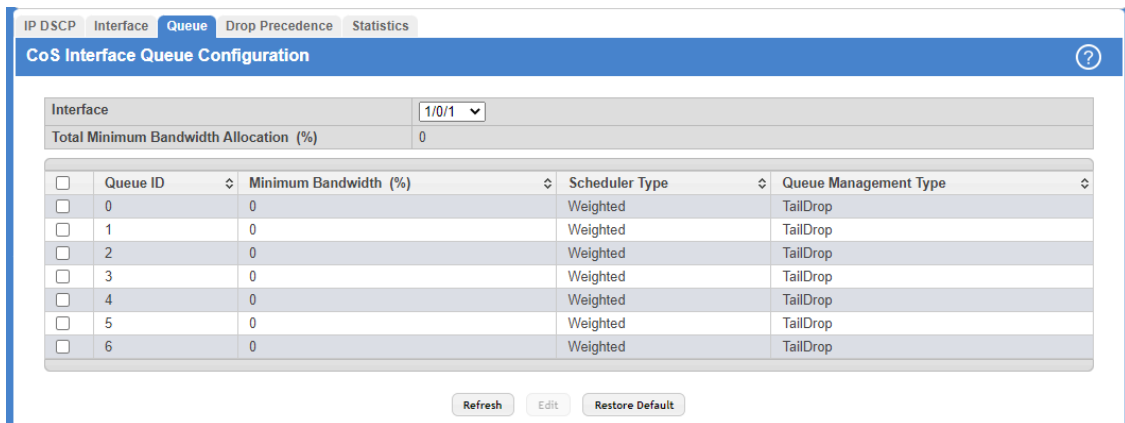 IP DSCP Interface Queue Drop Precedence Statistics
CoS Interface Queue Configuration ?
Interface 1/0/1
Total Minimum Bandwidth Allocation (%) 0
Queue ID Minimum Bandwidth (%) Scheduler Type Queue Management Type
0 0 Weighted TailDrop
1 0 Weighted TailDrop
2 0 Weighted TailDrop
3 0 Weighted TailDrop
4 0 Weighted TailDrop
5 0 Weighted TailDrop
6 0 Weighted TailDrop
Refresh Edit Restore Default